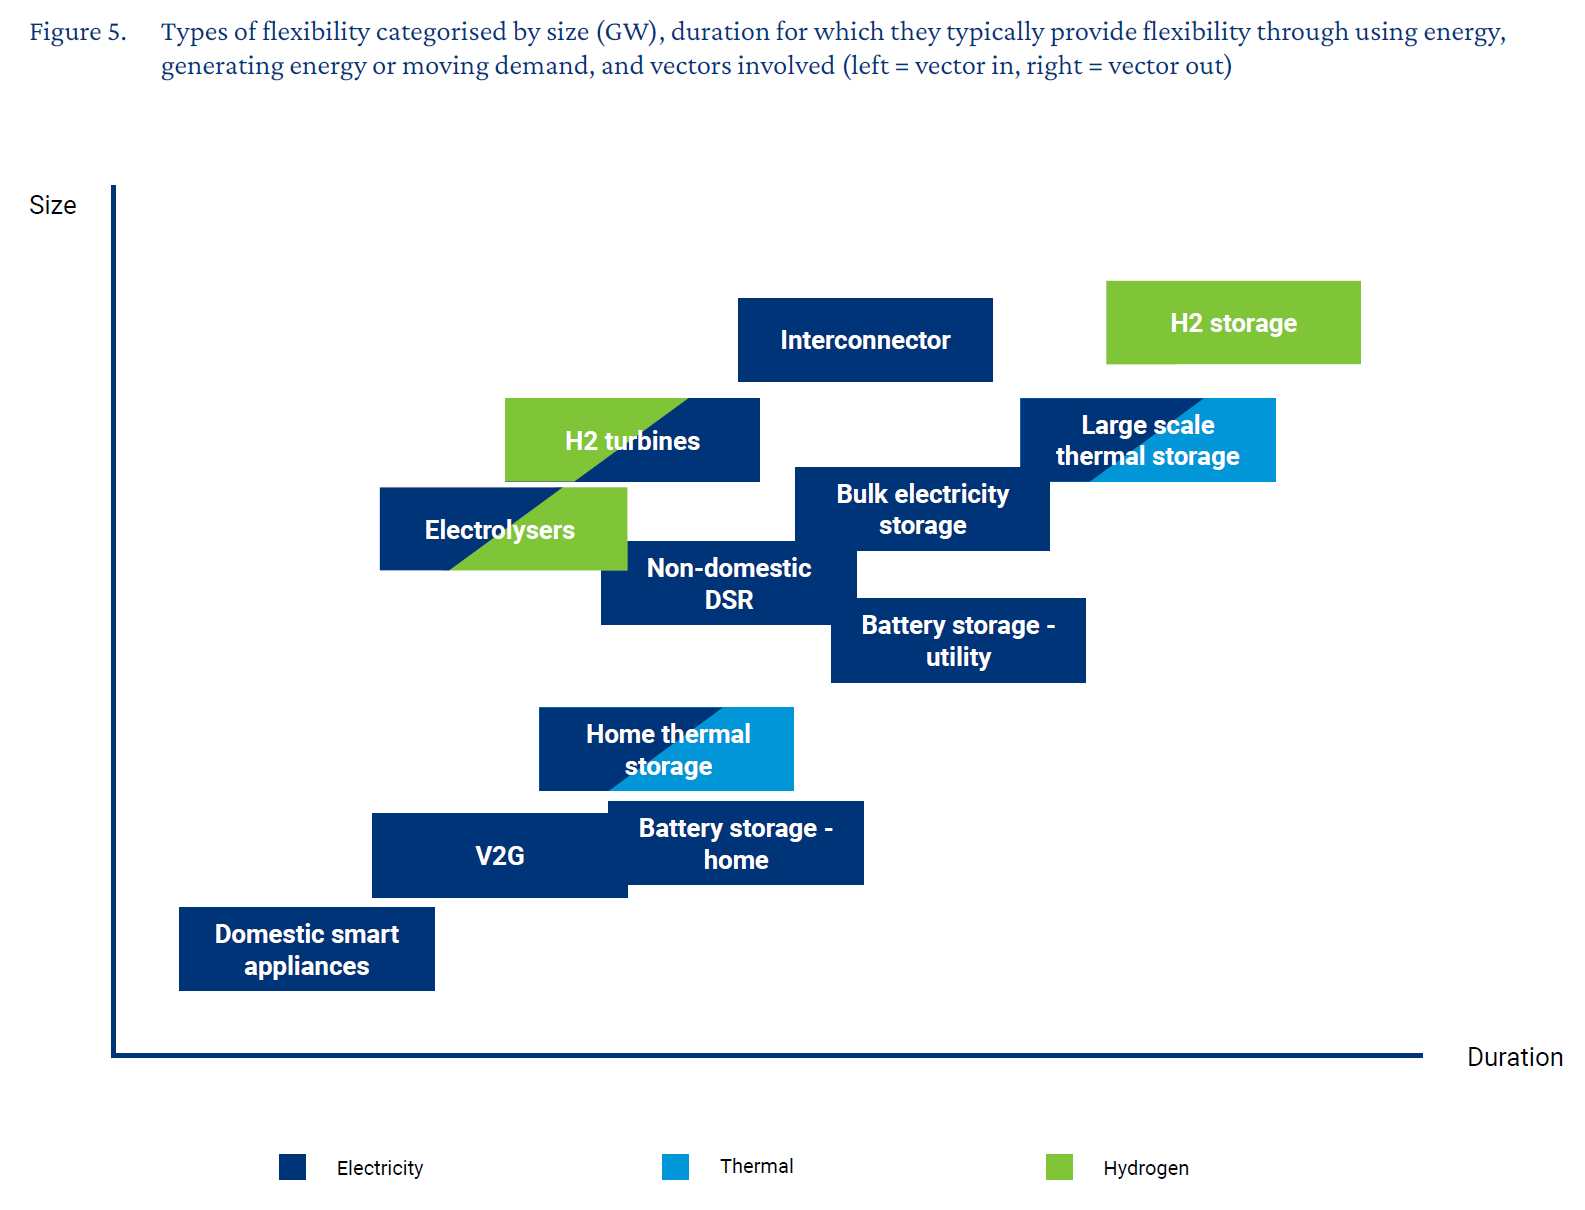 Figure 5. Types of flexibility categorised by size (GW), duration for which they typically provide flexibility through using energy,
generating energy or moving demand, and vectors involved (left = vector in, right = vector out)
Size
H2 storage
Interconnector
H2 turbines
Large scale
thermal storage
Bulk electricity
storage
Electrolysers
Non-domestic
DSR
Battery storage -
utility
Home thermal
storage
Battery storage -
home
V2G
Domestic smart
appliances
Duration
Electricity
Thermal
Hydrogen